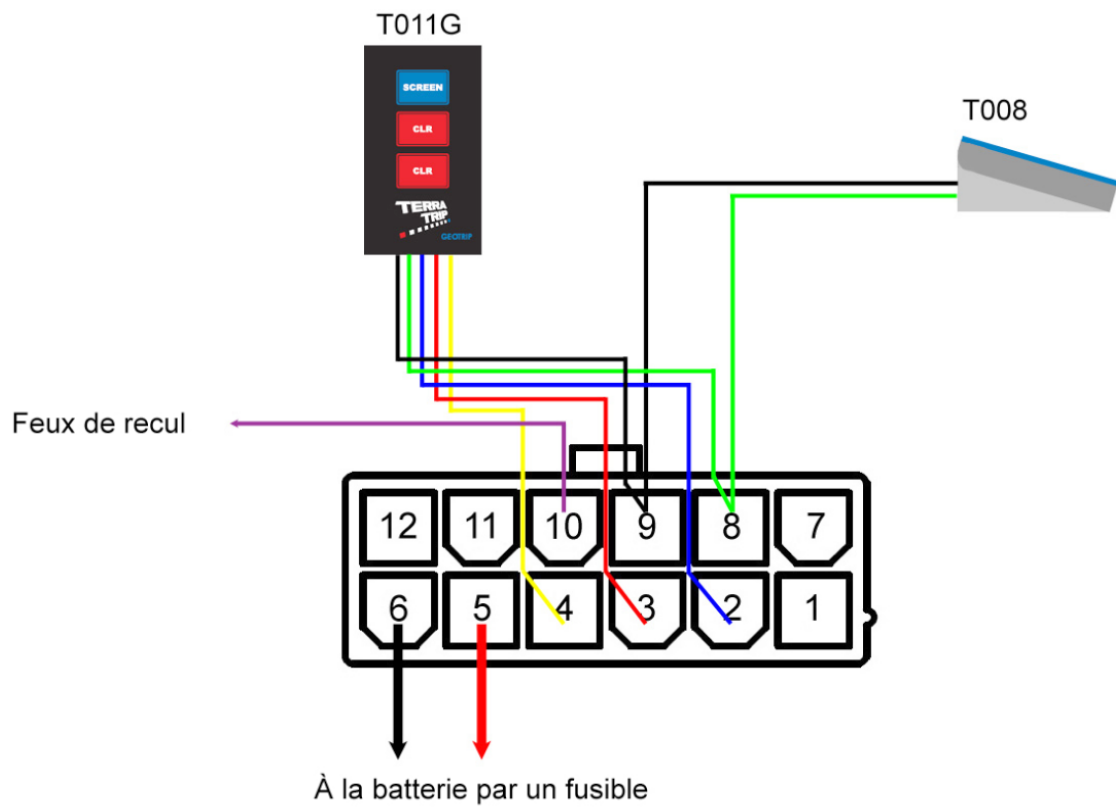 T011G
SCREEN
CLR
CLR
TERRA
TRIP
GEOTRIP
T008
Feux de recul
12 11 10 9 8 7
6 5 4 3 2 1
À la batterie par un fusible